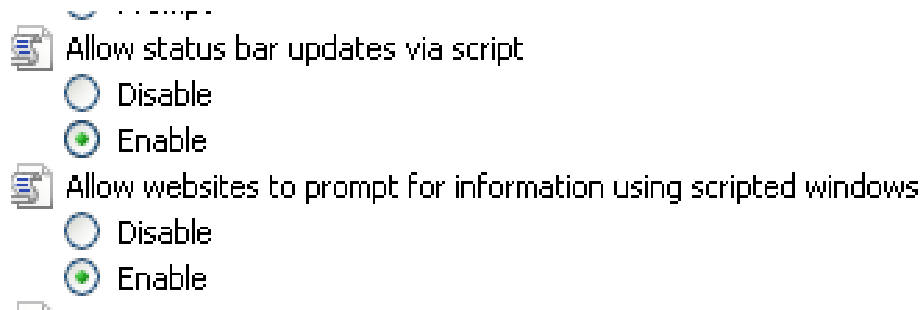 Allow status bar updates via script
Disable
Enable
Allow websites to prompt for information using scripted windows
Disable
Enable